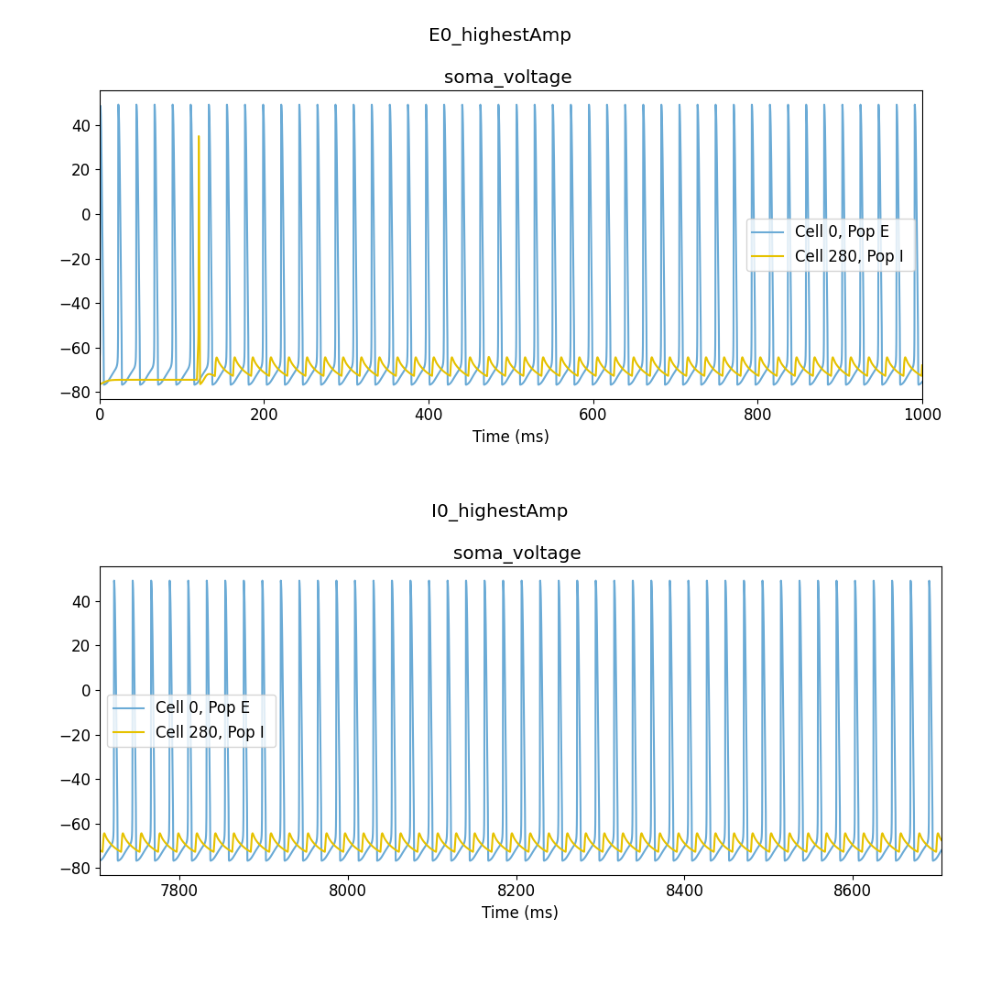 E0_highestAmp
soma_voltage
40
20
0
−20
−40
−60
−80
Cell 0, Pop E
Cell 280, Pop I
0 200 400 600 800 1000
Time (ms)
I0_highestAmp
soma_voltage
40
20
0
−20
−40
−60
−80
Cell 0, Pop E
Cell 280, Pop I
7800 8000 8200 8400 8600
Time (ms)